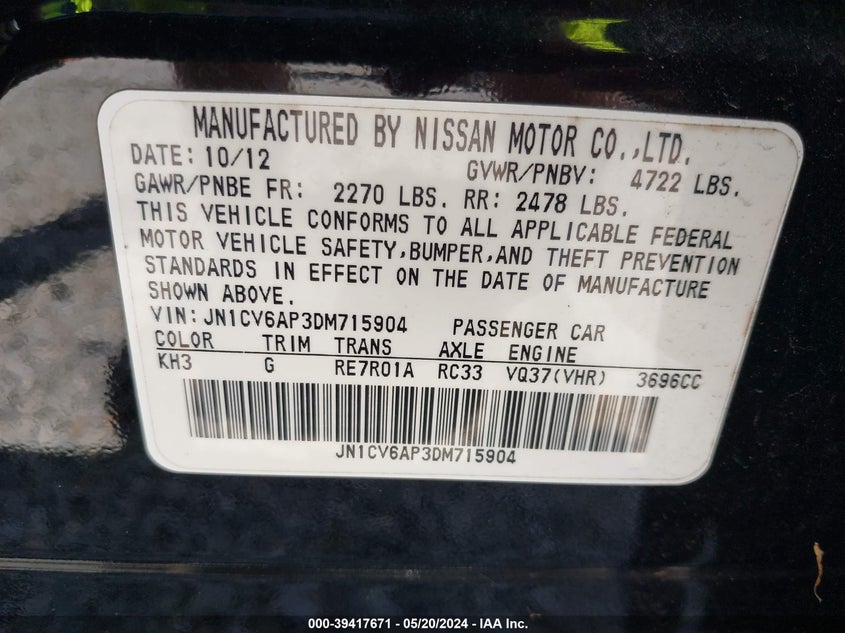 MANUFACTURED BY NISSAN MOTOR CO.,LTD.
DATE: 10/12 GVWR/PNBV: 4722 LBS.
GAWR/PNBE FR: 2270 LBS. RR: 2478 LBS.
THIS VEHICLE CONFORMS TO ALL APPLICABLE FEDERAL
MOTOR VEHICLE SAFETY,BUMPER,AND THEFT PREVENTION
STANDARDS IN EFFECT ON THE DATE OF MANUFACTURE
SHOWN ABOVE.
VIN:JN1CV6AP3DM715904 PASSENGER CAR
COLOR TRIM TRANS AXLE ENGINE
KH3 G RE7R01A RC33 VQ37(VHR) 3696CC
JN1CV6AP3DM715904
000-39417671 - 05/20/2024 - IAA Inc.